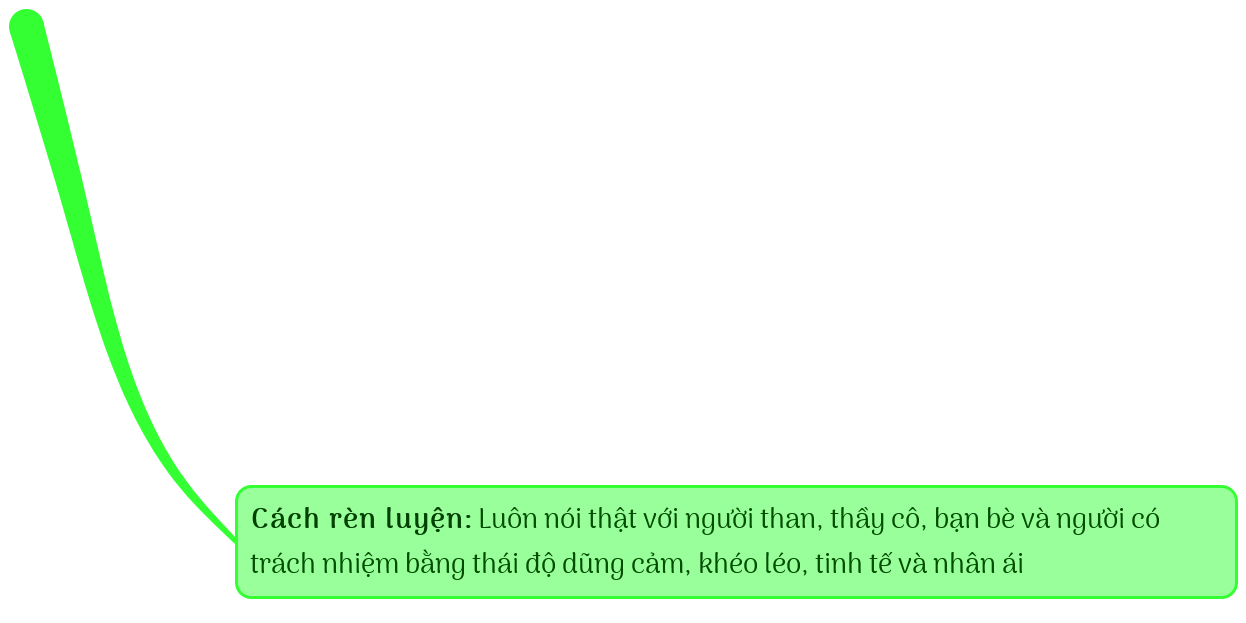 Cách rèn luyện: Luôn nói thật với người than, thầy cô, bạn bè và người có
trách nhiệm bằng thái độ dũng cảm, khéo léo, tinh tế và nhân ái